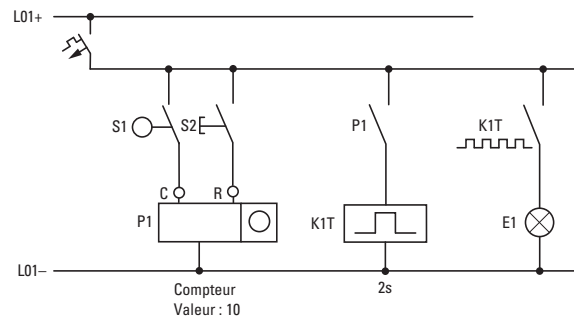 L01+
S1
S2
P1
K1T
C
R
P1
K1T
E1
L01–
Compteur
Valeur : 10
2s